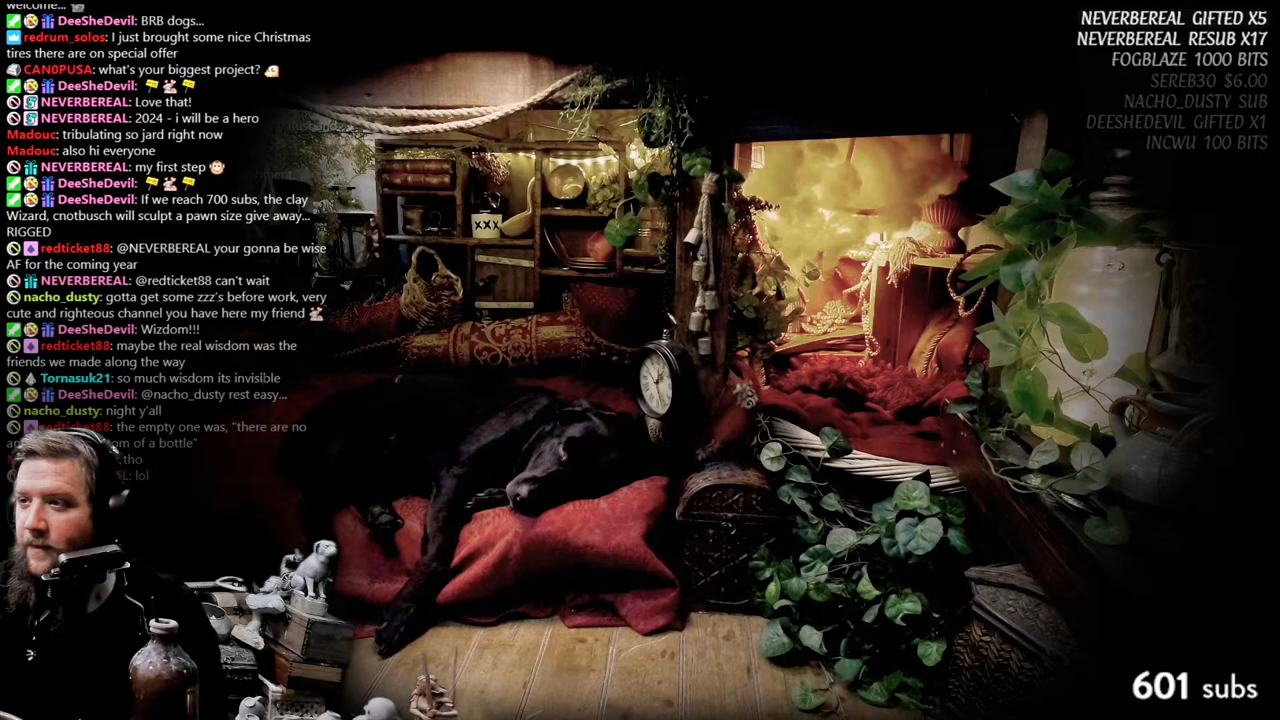 welcome...
DeeSheDevil: BRB dogs...
redrum_solos: I just brought some nice Christmas
tires there are on special offer
CAN0PUSA: what's your biggest project?
DeeSheDevil:
NEVERBEREAL: Love that!
NEVERBEREAL: 2024 - i will be a hero
Madouc: tribulating so jard right now
Madouc: also hi everyone
NEVERBEREAL: my first step
DeeSheDevil:
DeeSheDevil: If we reach 700 subs, the clay
Wizard, cnotbusch will sculpt a pawn size give away...
RIGGED
redticket88: @NEVERBEREAL your gonna be wise
AF for the coming year
NEVERBEREAL: @redticket88 can't wait
nacho_dusty: gotta get some zzz's before work, very
cute and righteous channel you have here my friend
DeeSheDevil: Wizdom!!!
redticket88: maybe the real wisdom was the
friends we made along the way
Tornasuk21: so much wisdom its invisible
DeeSheDevil: @nacho_dusty rest easy...
nacho_dusty: night y'all
redticket88: the empty one was, "there are no
of a bottle"
tho
lol
NEVERBEREAL GIFTED X5
NEVERBEREAL RESUB X17
FOGBLAZE 1000 BITS
SEREB30 $6.00
NACHO_DUSTY SUB
DEESHEDEVIL GIFTED X1
INCWU 100 BITS
XXX
601 subs